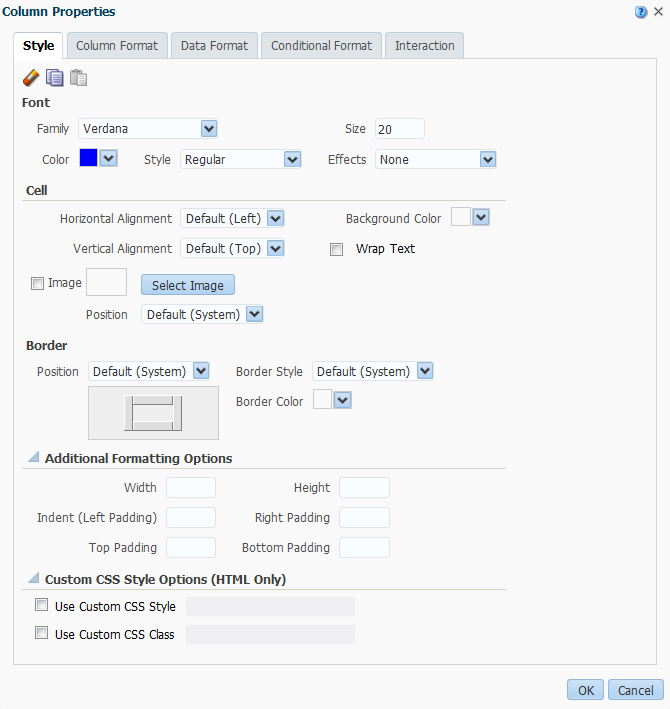 Column Properties
Style Column Format Data Format Conditional Format Interaction
Font
Family Verdana Size 20
Color Style Regular Effects None
Cell
Horizontal Alignment Default (Left) Background Color
Vertical Alignment Default (Top) Wrap Text
Image Select Image
Position Default (System)
Border
Position Default (System) Border Style Default (System)
Border Color
Additional Formatting Options
Width Height
Indent (Left Padding) Right Padding
Top Padding Bottom Padding
Custom CSS Style Options (HTML Only)
Use Custom CSS Style
Use Custom CSS Class
OK Cancel